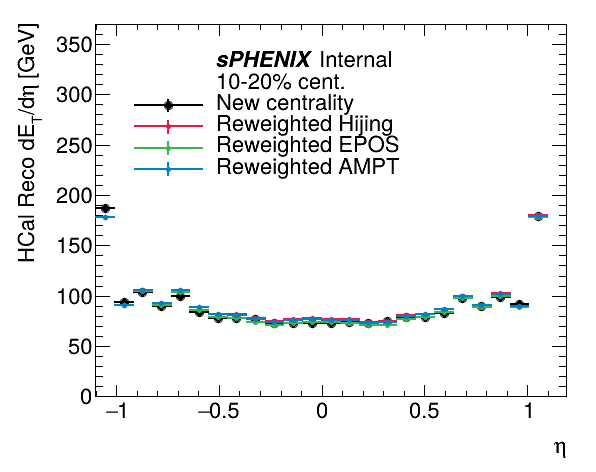 HCal Reco dE_T/dη [GeV]
350
300
250
200
150
100
50
0
sPHENIX Internal
10-20% cent.
New centrality
Reweighted Hijing
Reweighted EPOS
Reweighted AMPT
−1 −0.5 0 0.5 1
η